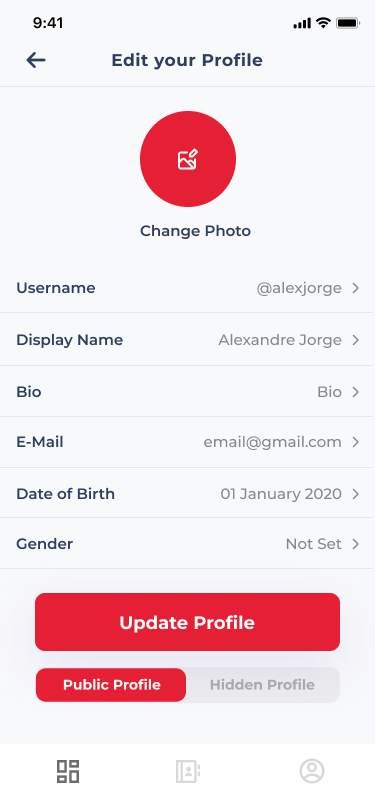 9:41
Edit your Profile
Change Photo
Username @alexjorge
Display Name Alexandre Jorge
Bio Bio
E-Mail email@gmail.com
Date of Birth 01 January 2020
Gender Not Set
Update Profile
Public Profile Hidden Profile